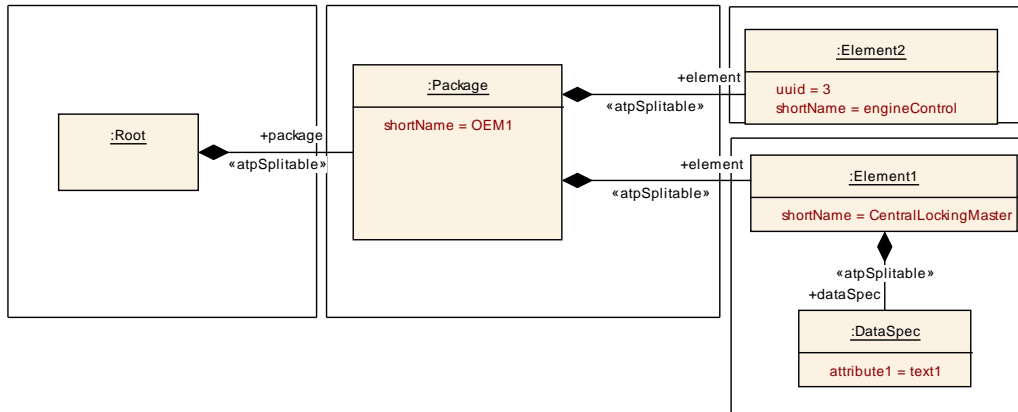 :Root
+package
«atpSplitable»
:Package
shortName = OEM1
+element
«atpSplitable»
:Element2
uuid = 3
shortName = engineControl
+element
«atpSplitable»
:Element1
shortName = CentralLockingMaster
«atpSplitable»
+dataSpec
:DataSpec
attribute1 = text1